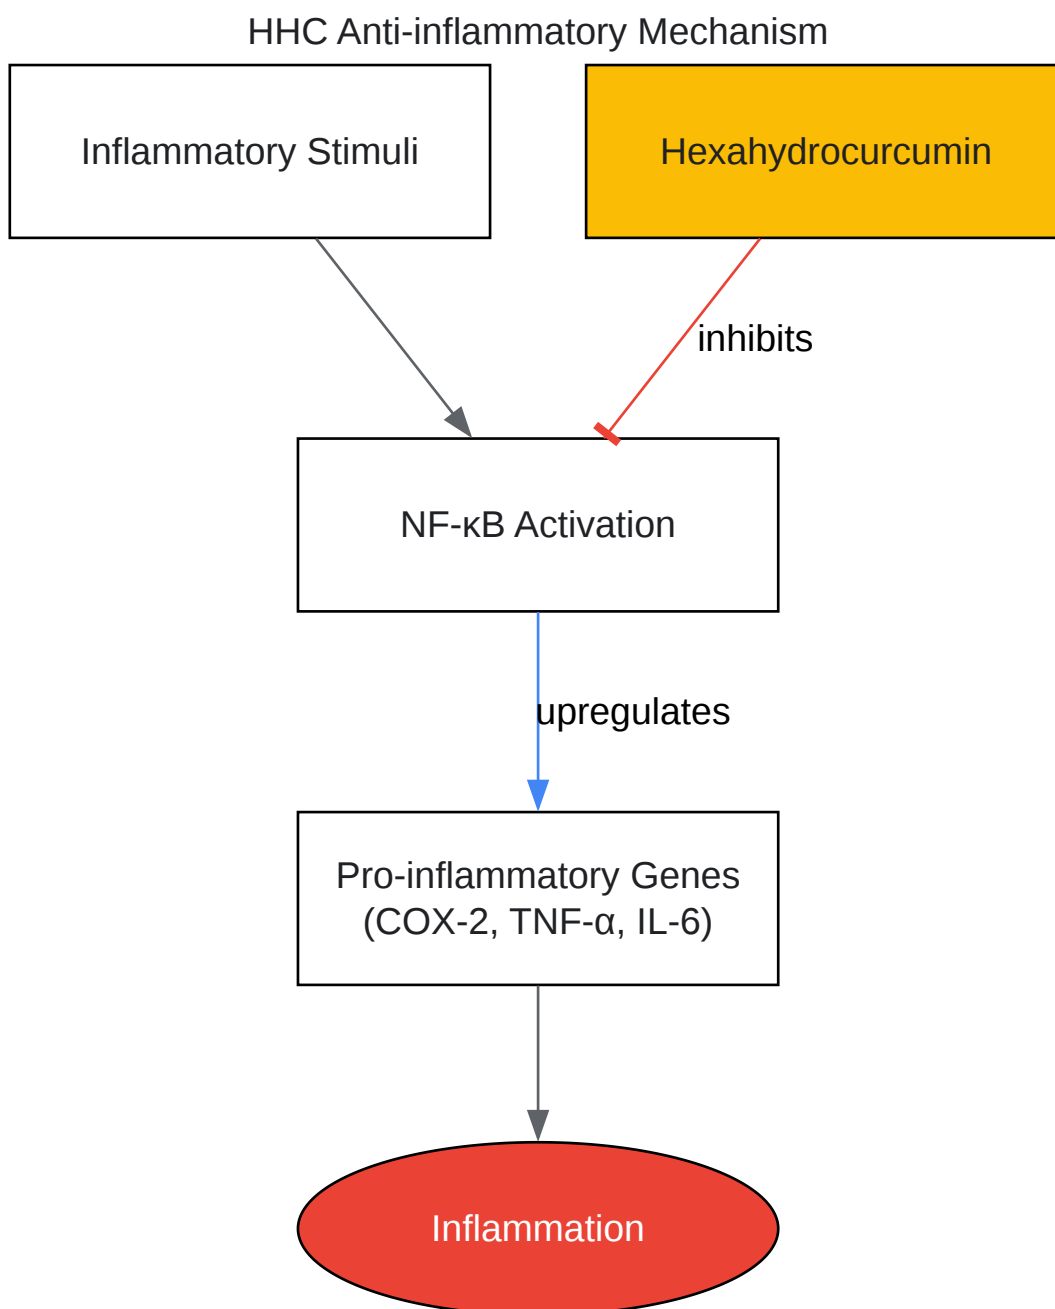 HHC Anti-inflammatory Mechanism
Inflammatory Stimuli
Hexahydrocurcumin
inhibits
NF-κB Activation
upregulates
Pro-inflammatory Genes
(COX-2, TNF-α, IL-6)
Inflammation